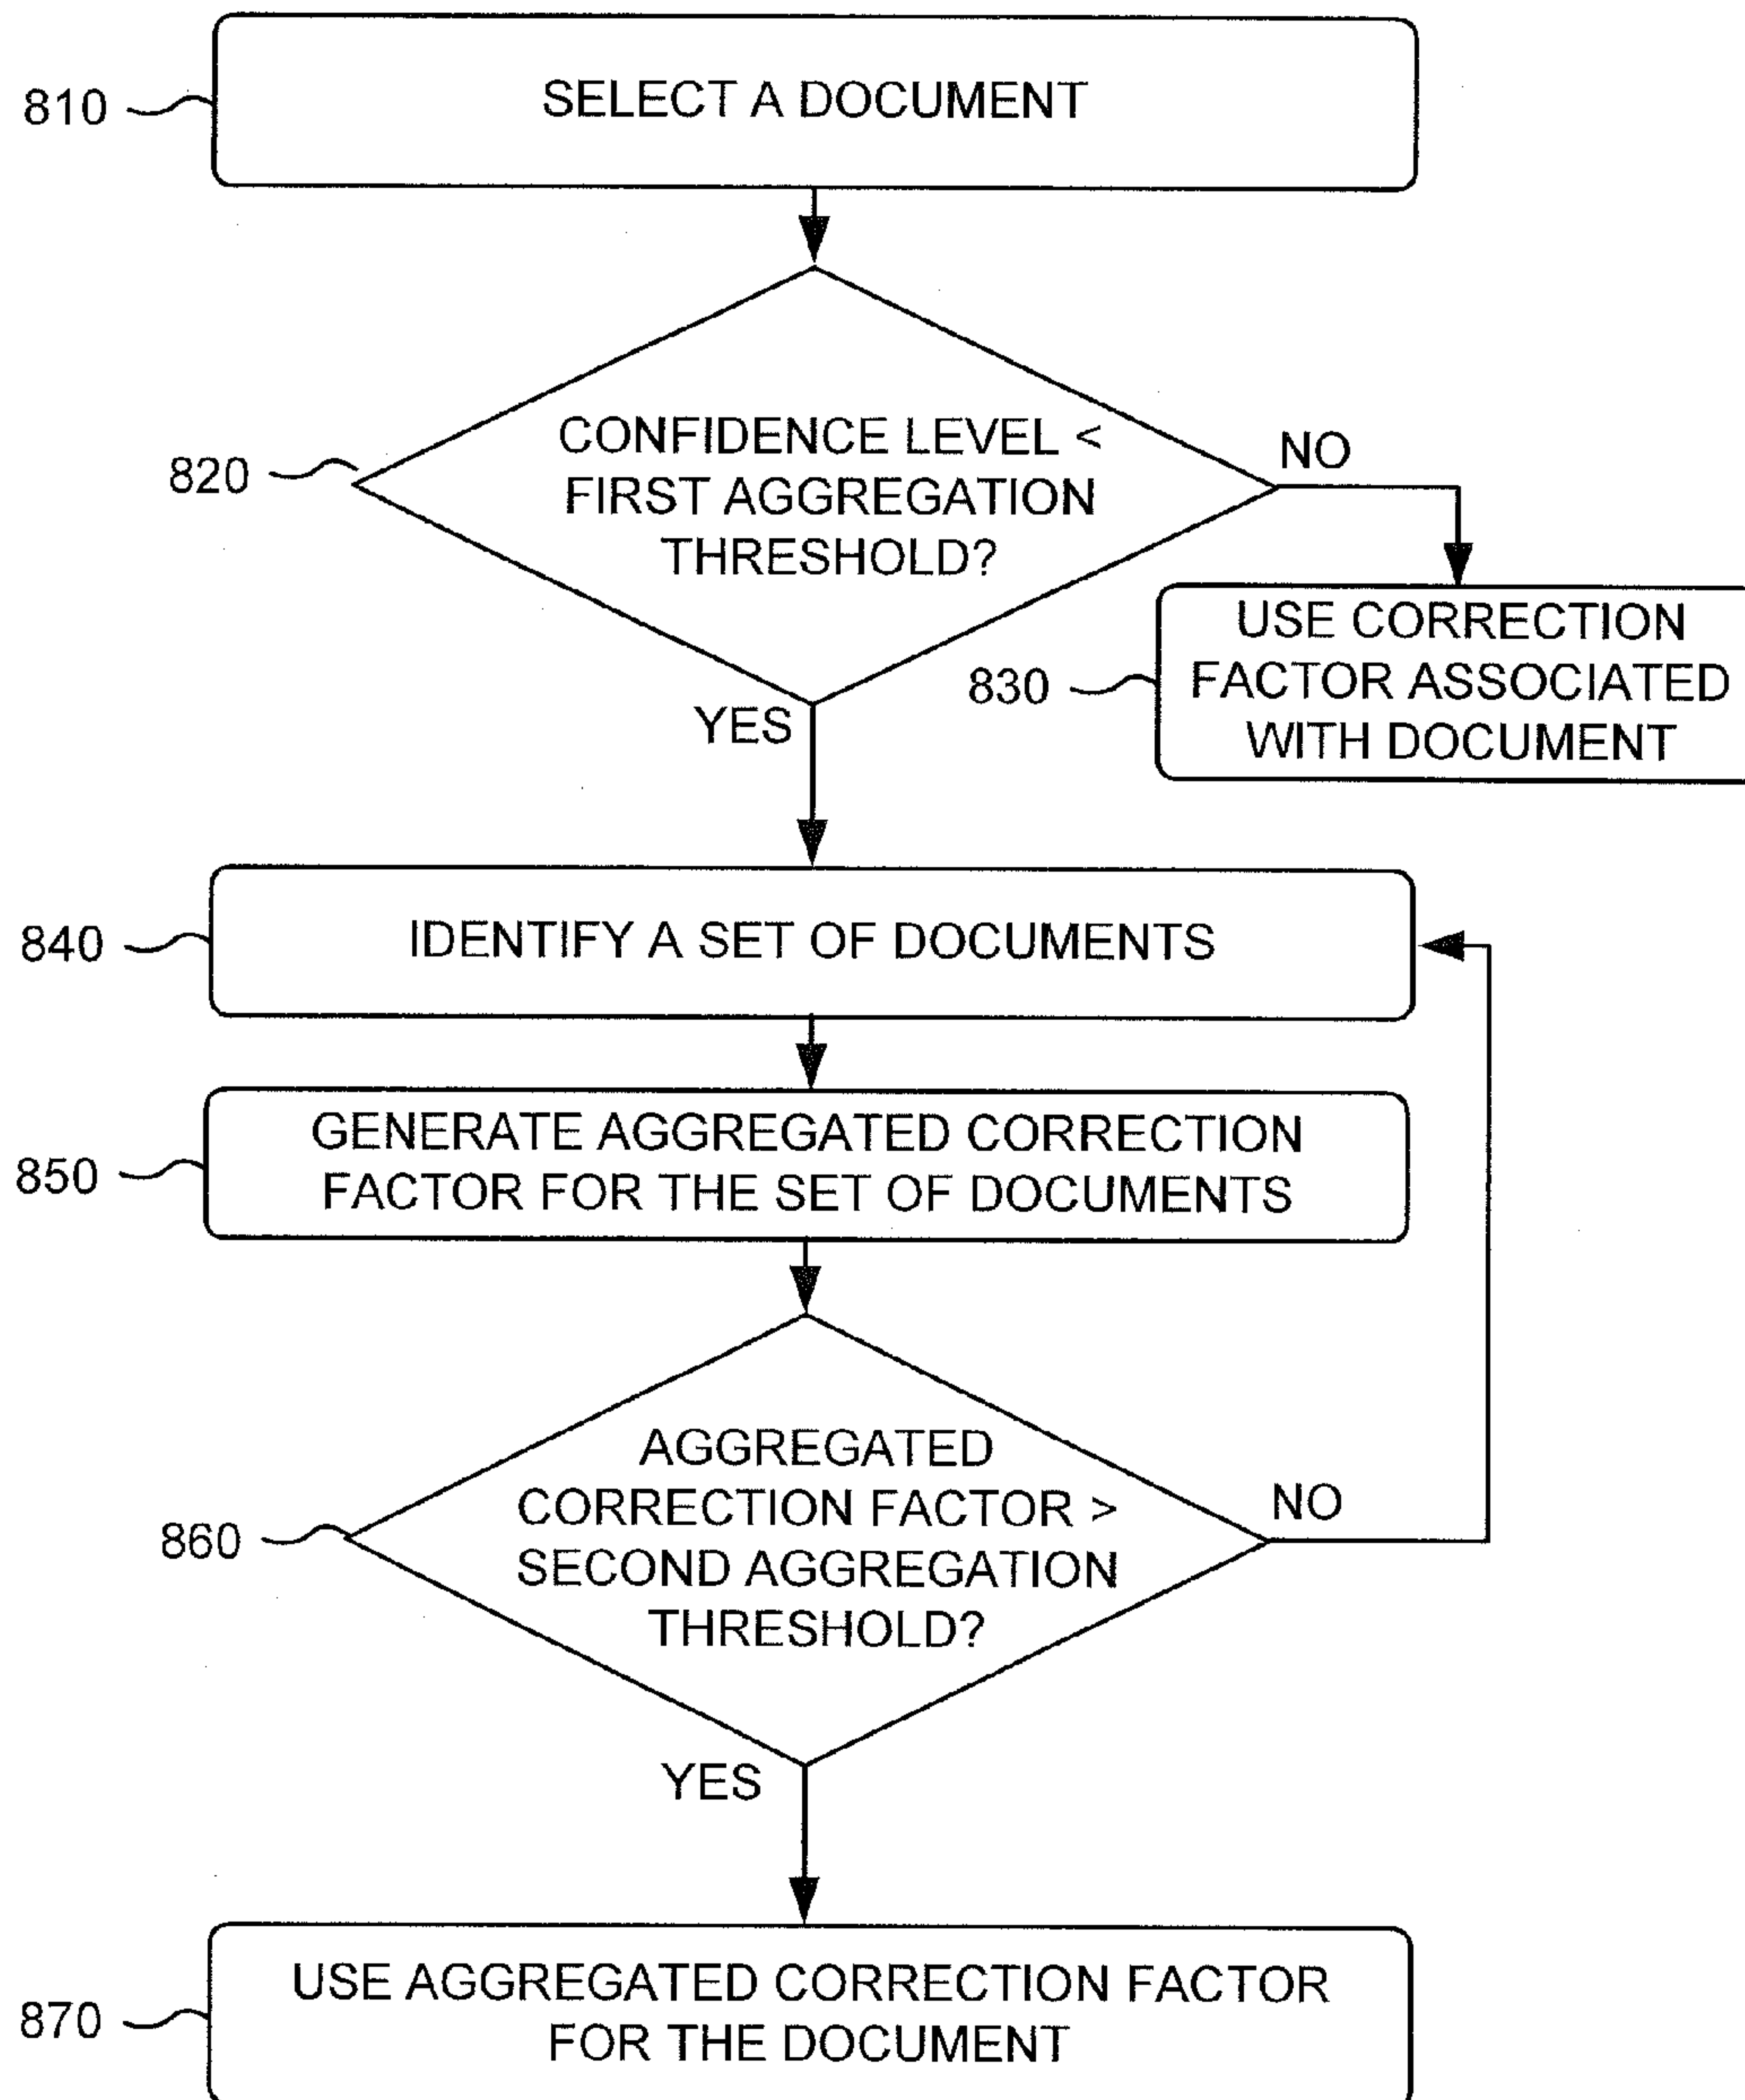 810
SELECT A DOCUMENT
820
CONFIDENCE LEVEL <
FIRST AGGREGATION
THRESHOLD?
NO
YES
830
USE CORRECTION
FACTOR ASSOCIATED
WITH DOCUMENT
840
IDENTIFY A SET OF DOCUMENTS
850
GENERATE AGGREGATED CORRECTION
FACTOR FOR THE SET OF DOCUMENTS
860
AGGREGATED
CORRECTION FACTOR >
SECOND AGGREGATION
THRESHOLD?
NO
YES
870
USE AGGREGATED CORRECTION FACTOR
FOR THE DOCUMENT